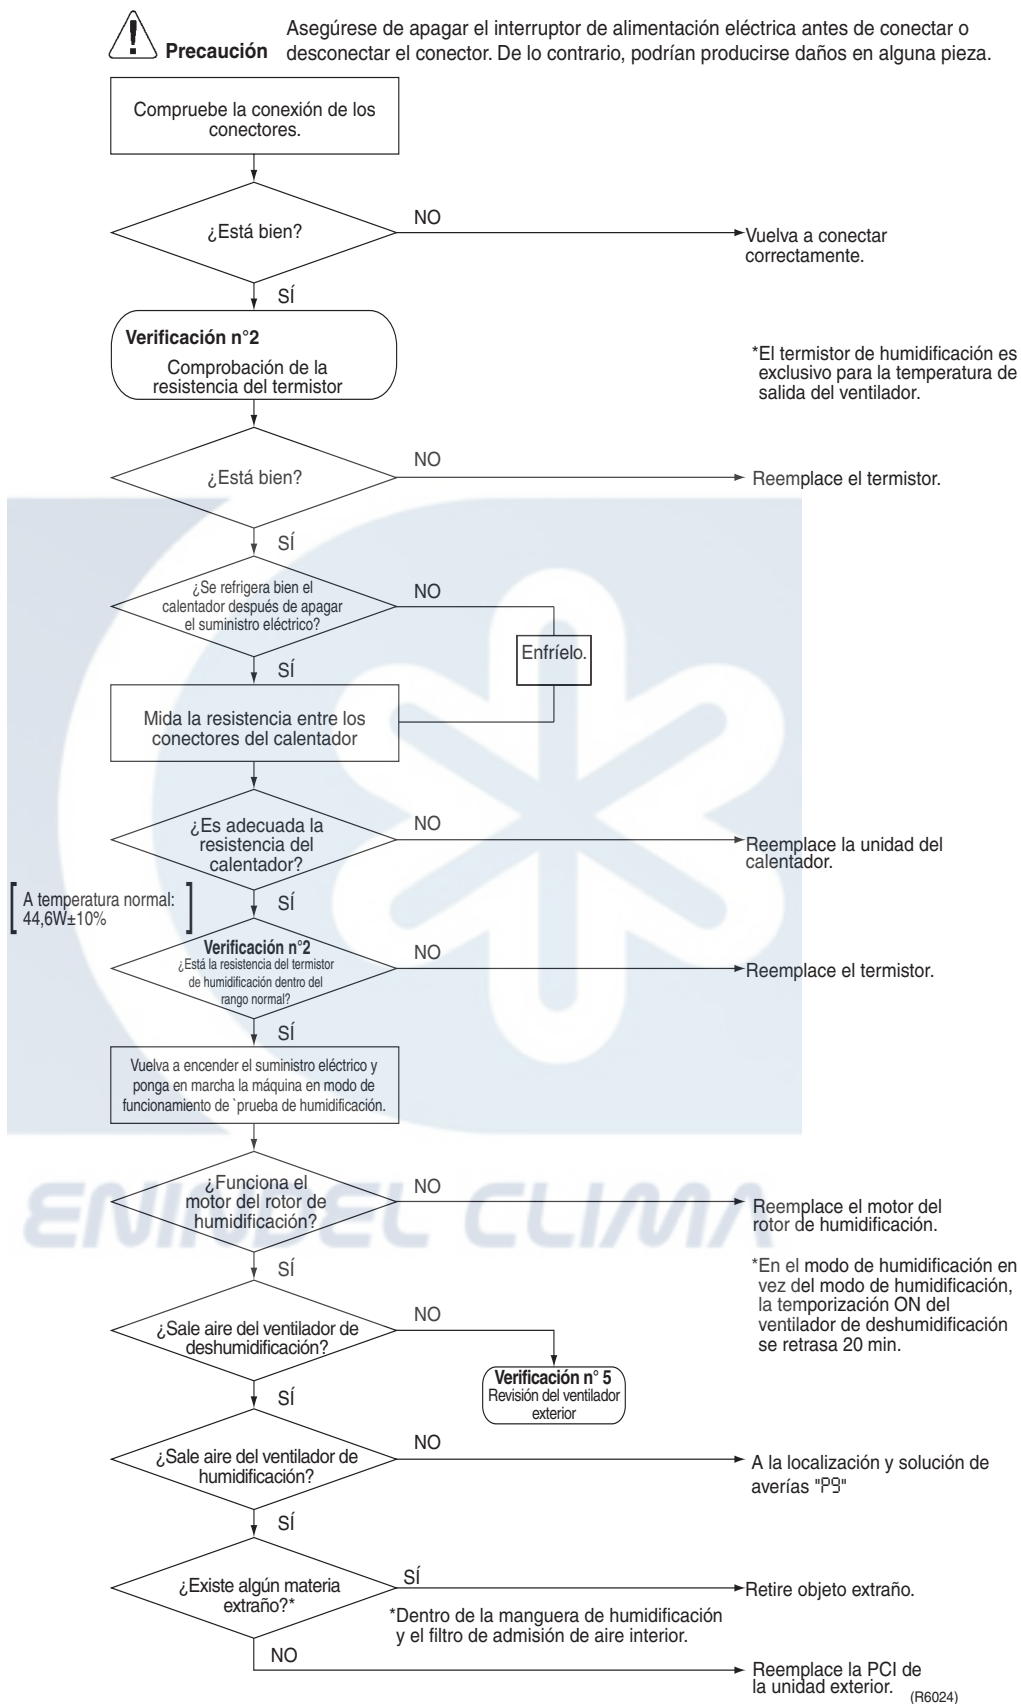 Asegúrese de apagar el interruptor de alimentación eléctrica antes de conectar o
Precaución desconectar el conector. De lo contrario, podrían producirse daños en alguna pieza.
Compruebe la conexión de los
conectores.
¿Está bien?
NO
Vuelva a conectar
correctamente.
SÍ
Verificación n°2
Comprobación de la
resistencia del termistor
*El termistor de humidificación es
exclusivo para la temperatura de
salida del ventilador.
¿Está bien?
NO
Reemplace el termistor.
SÍ
¿Se refrigera bien el
calentador después de apagar
el suministro eléctrico?
NO
Enfríelo.
SÍ
Mida la resistencia entre los
conectores del calentador
¿Es adecuada la
resistencia del
calentador?
NO
Reemplace la unidad del
calentador.
A temperatura normal:
44,6W±10%
SÍ
Verificación n°2
¿Está la resistencia del termistor
de humidificación dentro del
rango normal?
NO
Reemplace el termistor.
SÍ
Vuelva a encender el suministro eléctrico y
ponga en marcha la máquina en modo de
funcionamiento de `prueba de humidificación.
ENINDEL CLIMA
¿Funciona el
motor del rotor de
humidificación?
NO
Reemplace el motor del
rotor de humidificación.
SÍ
*En el modo de humidificación en
vez del modo de humidificación,
la temporización ON del
ventilador de deshumidificación
se retrasa 20 min.
¿Sale aire del ventilador de
deshumidificación?
NO
Verificación n° 5
Revisión del ventilador
exterior
SÍ
¿Sale aire del ventilador de
humidificación?
NO
A la localización y solución de
averías "P9"
SÍ
¿Existe algún materia
extraño?*
SÍ
Retire objeto extraño.
*Dentro de la manguera de humidificación
y el filtro de admisión de aire interior.
NO
Reemplace la PCI de
la unidad exterior.
(R6024)